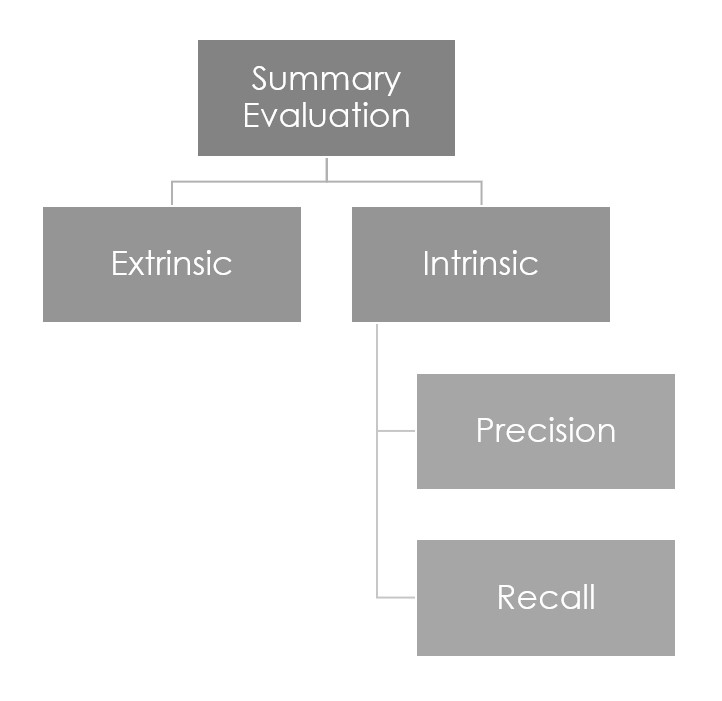 Summary
Evaluation
Extrinsic
Intrinsic
Precision
Recall